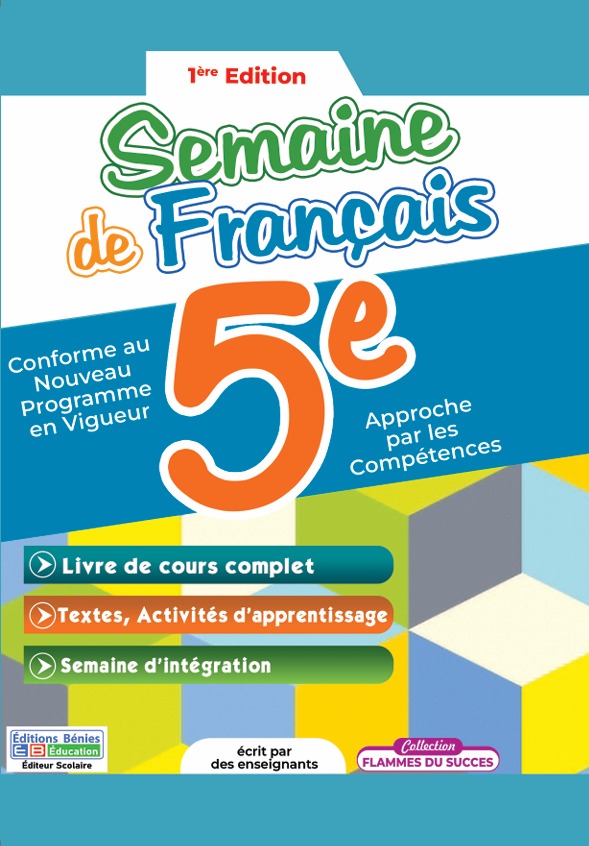 1ère Edition
Semaine
de Français
5e
Conforme au
Nouveau
Programme
en Vigueur
Approche
par les
Compétences
Livre de cours complet
Textes, Activités d'apprentissage
Semaine d'intégration
Éditions Bénies
EB Éducation
Éditeur Scolaire
écrit par
des enseignants
Collection
FLAMMES DU SUCCES